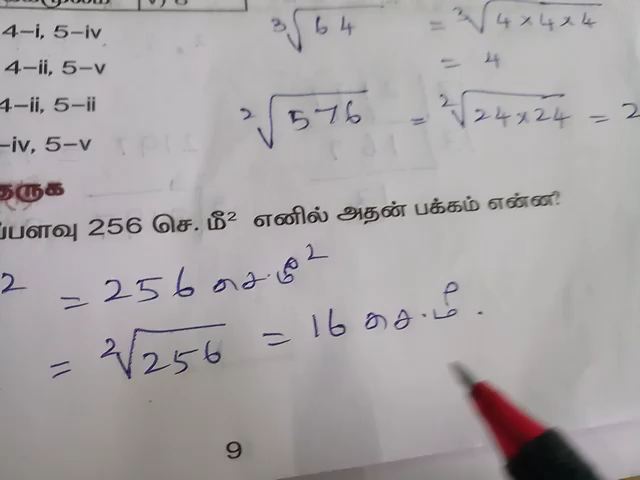 4–i, 5–iv
4–ii, 5–v
4–ii, 5–ii
–iv, 5–v
∛64 = ∛4 × 4 × 4
= 4
²√576 = ²√24 × 24 = 2
தருக
ப்பளவு 256 செ. மீ² எனில் அதன் பக்கம் என்ன?
2 = 256 செ.மீ²
= ²√256 = 16 செ.மீ.
9